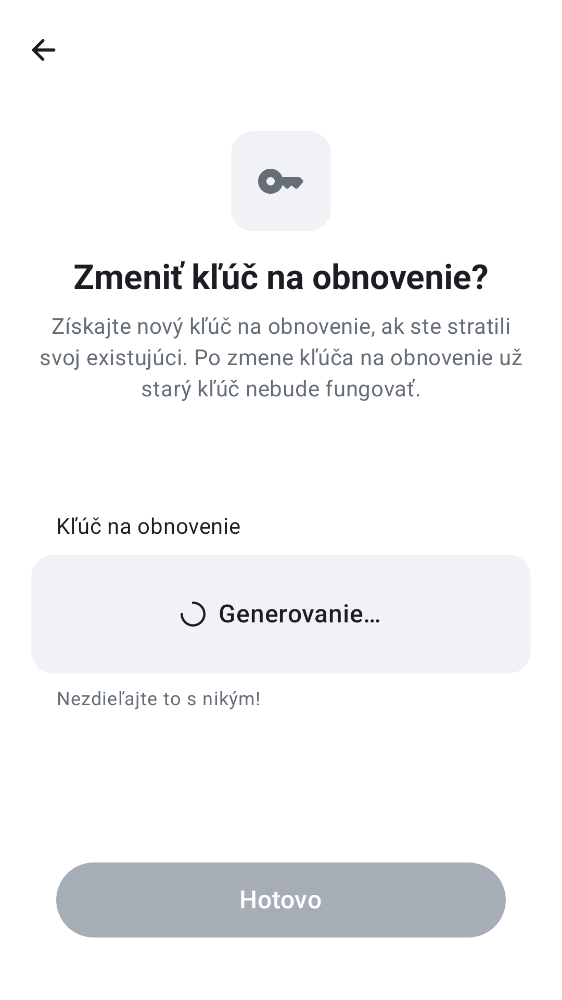 Zmeniť kľúč na obnovenie?
Získajte nový kľúč na obnovenie, ak ste stratili
svoj existujúci. Po zmene kľúča na obnovenie už
starý kľúč nebude fungovať.
Kľúč na obnovenie
Generovanie…
Nezdieľajte to s nikým!
Hotovo